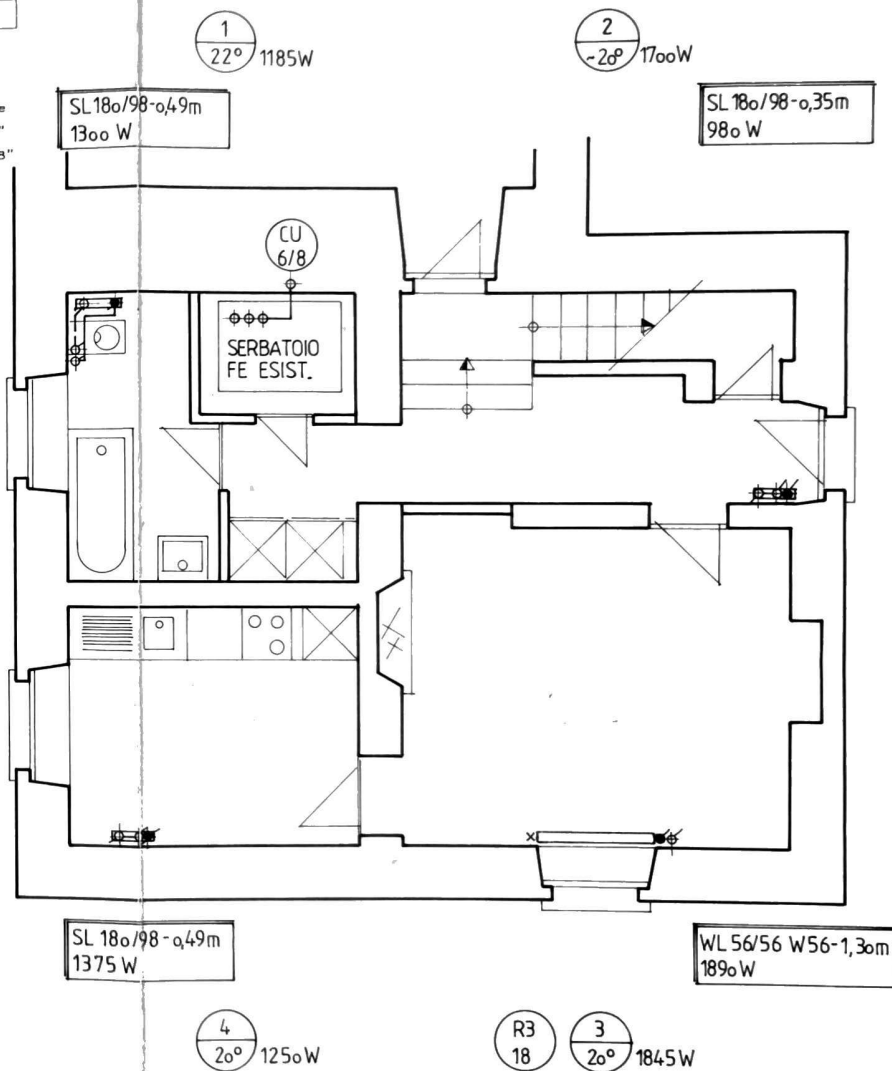 1
22° 1185W
2
~20° 1700W
SL 180/98-0,49m
1300 W
SL 180/98-0,35m
980 W
CU
6/8
SERBATOIO
FE ESIST.
SL 180/98-0,49m
1375 W
WL 56/56 W56-1,30m
1890W
4
20° 1250W
R3
18
3
20° 1845W